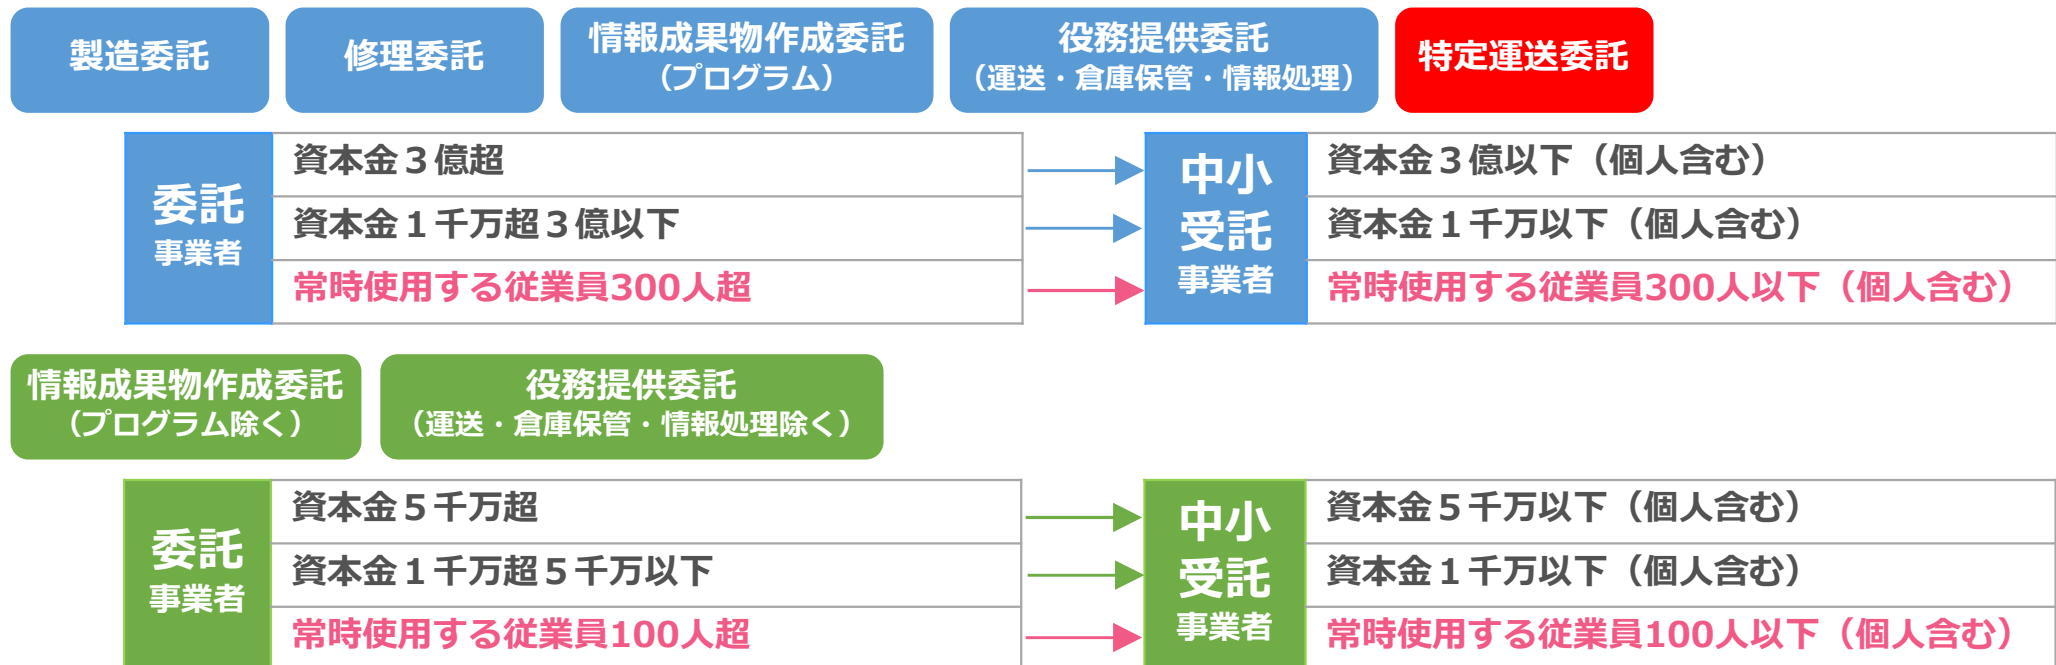 製造委託
修理委託
情報成果物作成委託
（プログラム）
役務提供委託
（運送・倉庫保管・情報処理）
特定運送委託
委託
事業者
資本金３億超
資本金１千万超３億以下
常時使用する従業員300人超
中小
受託
事業者
資本金３億以下（個人含む）
資本金１千万以下（個人含む）
常時使用する従業員300人以下（個人含む）
情報成果物作成委託
（プログラム除く）
役務提供委託
（運送・倉庫保管・情報処理除く）
委託
事業者
資本金５千万超
資本金１千万超５千万以下
常時使用する従業員100人超
中小
受託
事業者
資本金５千万以下（個人含む）
資本金１千万以下（個人含む）
常時使用する従業員100人以下（個人含む）